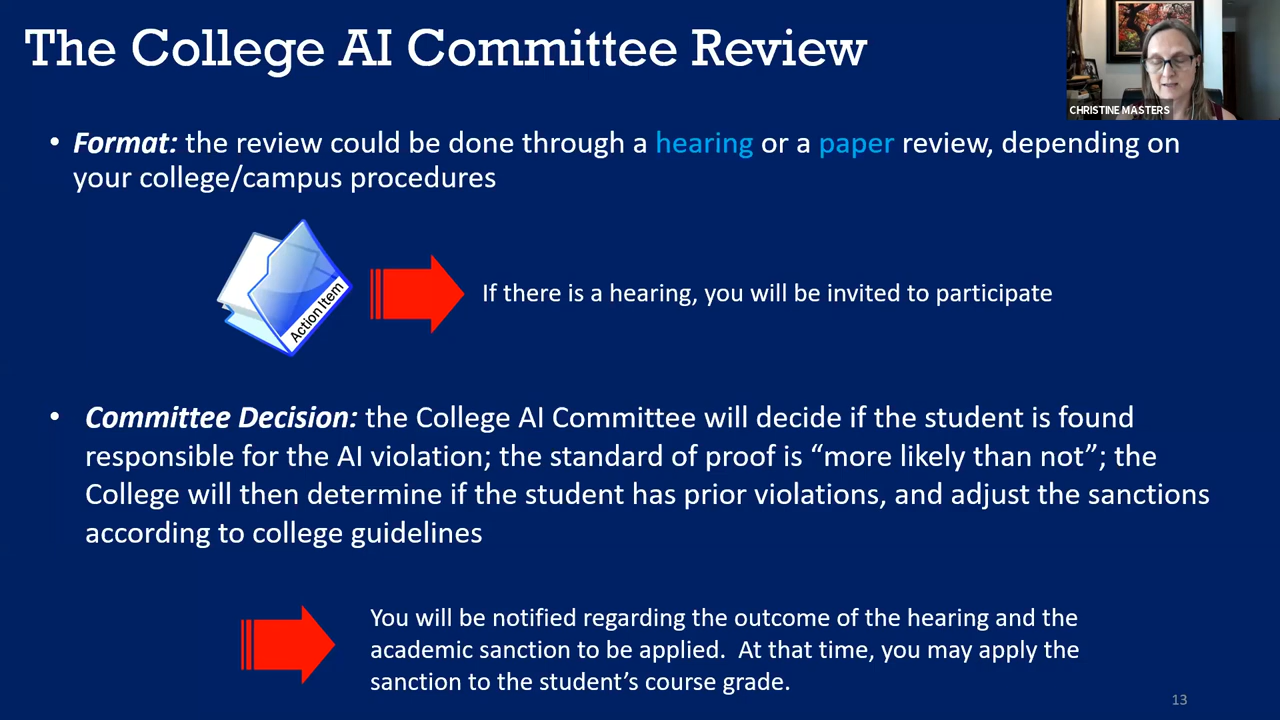 The College AI Committee Review
CHRISTINE MASTERS
• Format: the review could be done through a hearing or a paper review, depending on
your college/campus procedures
Action Item
If there is a hearing, you will be invited to participate
• Committee Decision: the College AI Committee will decide if the student is found
responsible for the AI violation; the standard of proof is “more likely than not”; the
College will then determine if the student has prior violations, and adjust the sanctions
according to college guidelines
You will be notified regarding the outcome of the hearing and the
academic sanction to be applied.  At that time, you may apply the
sanction to the student’s course grade.
13